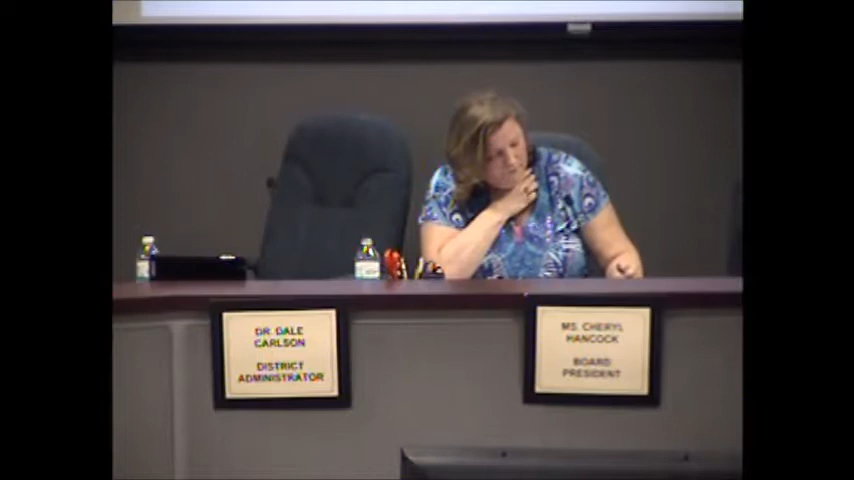 DR. DALE
CARLSON
DISTRICT
ADMINISTRATOR
MS. CHERYL
HANCOCK
BOARD
PRESIDENT